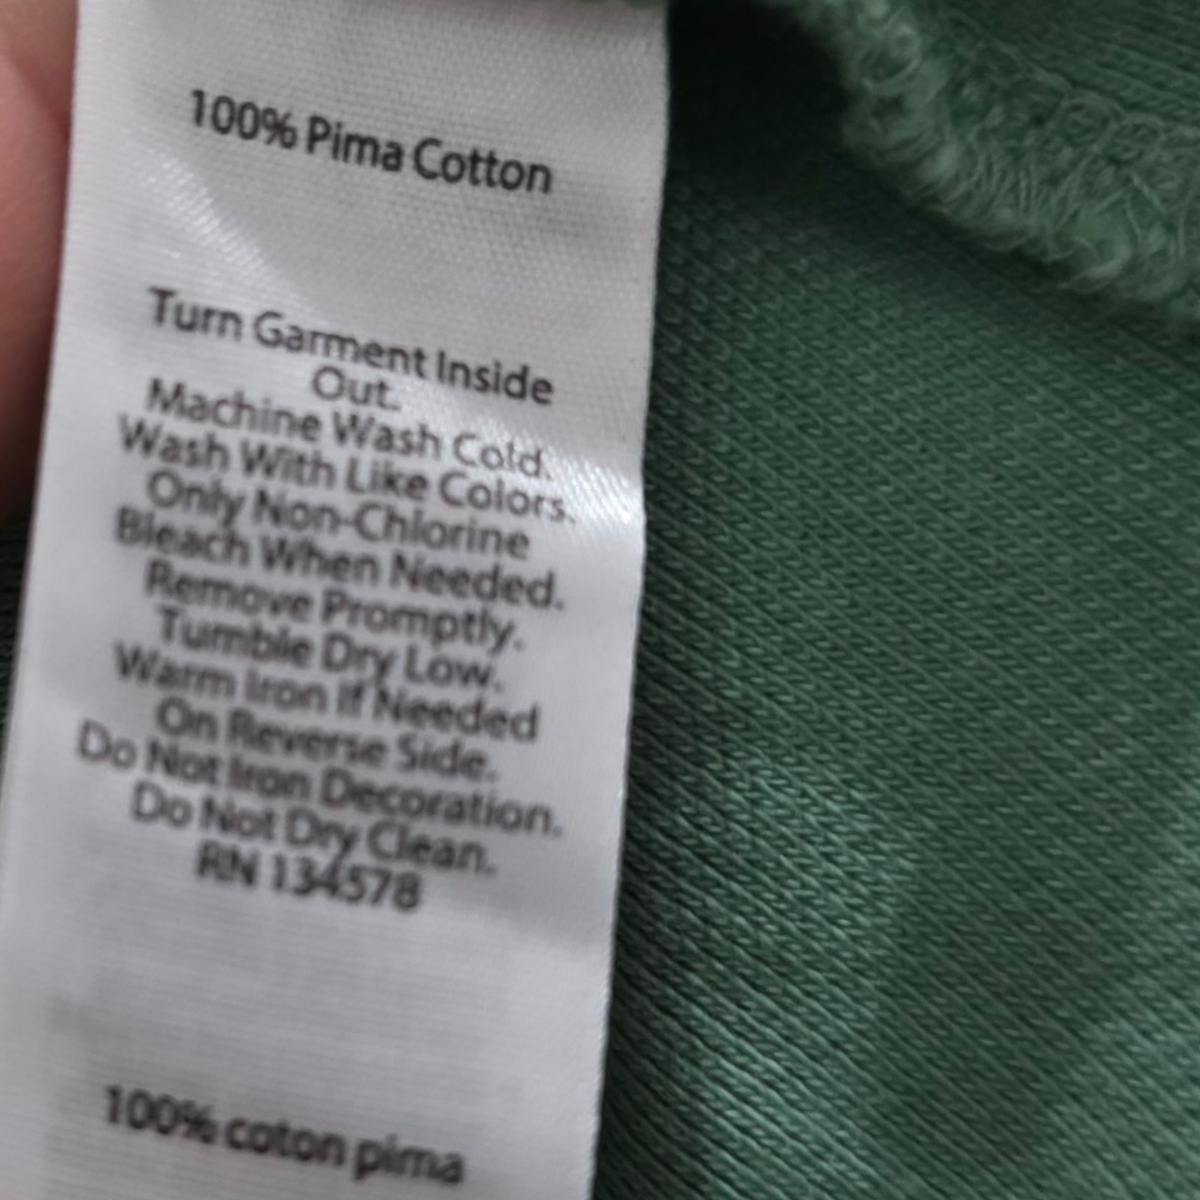 100% Pima Cotton
Turn Garment Inside
Out.
Machine Wash Cold.
Wash With Like Colors.
Only Non-Chlorine
Bleach When Needed.
Remove Promptly.
Tumble Dry Low.
Warm Iron If Needed
On Reverse Side.
Do Not Iron Decoration.
Do Not Dry Clean.
RN 134578
100% coton pima